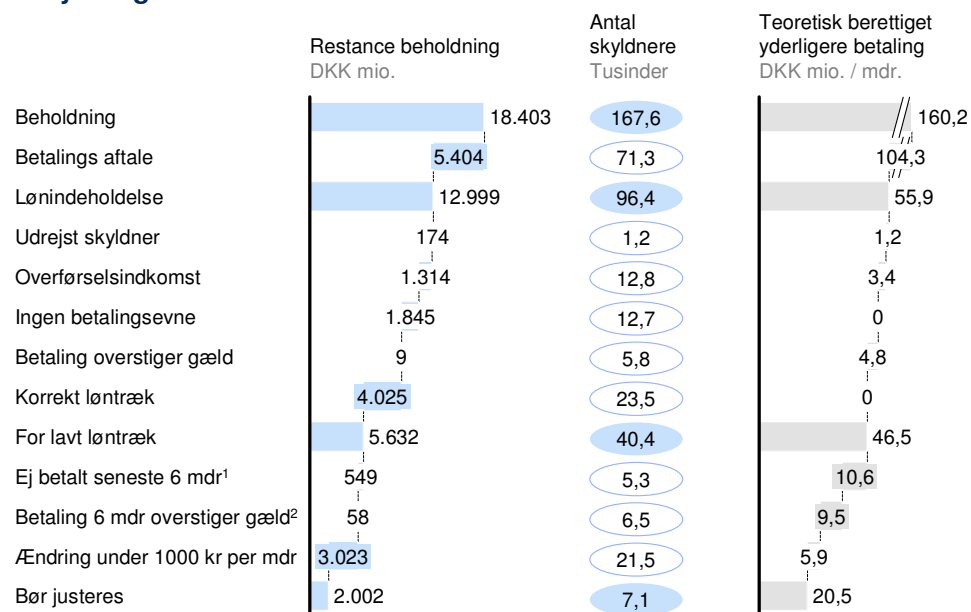 Restance beholdning
DKK mio.
Antal
skyldnere
Tusinder
Teoretisk berettiget
yderligere betaling
DKK mio. / mdr.
Beholdning 18.403 167,6 160,2
Betalings aftale 5.404 71,3 104,3
Lønindeholdelse 12.999 96,4 55,9
Udrejst skyldner 174 1,2 1,2
Overførselsindkomst 1.314 12,8 3,4
Ingen betalingsevne 1.845 12,7 0
Betaling overstiger gæld 9 5,8 4,8
Korrekt løntræk 4.025 23,5 0
For lavt løntræk 5.632 40,4 46,5
Ej betalt seneste 6 mdr¹ 549 5,3 10,6
Betaling 6 mdr overstiger gæld² 58 6,5 9,5
Ændring under 1000 kr per mdr 3.023 21,5 5,9
Bør justeres 2.002 7,1 20,5